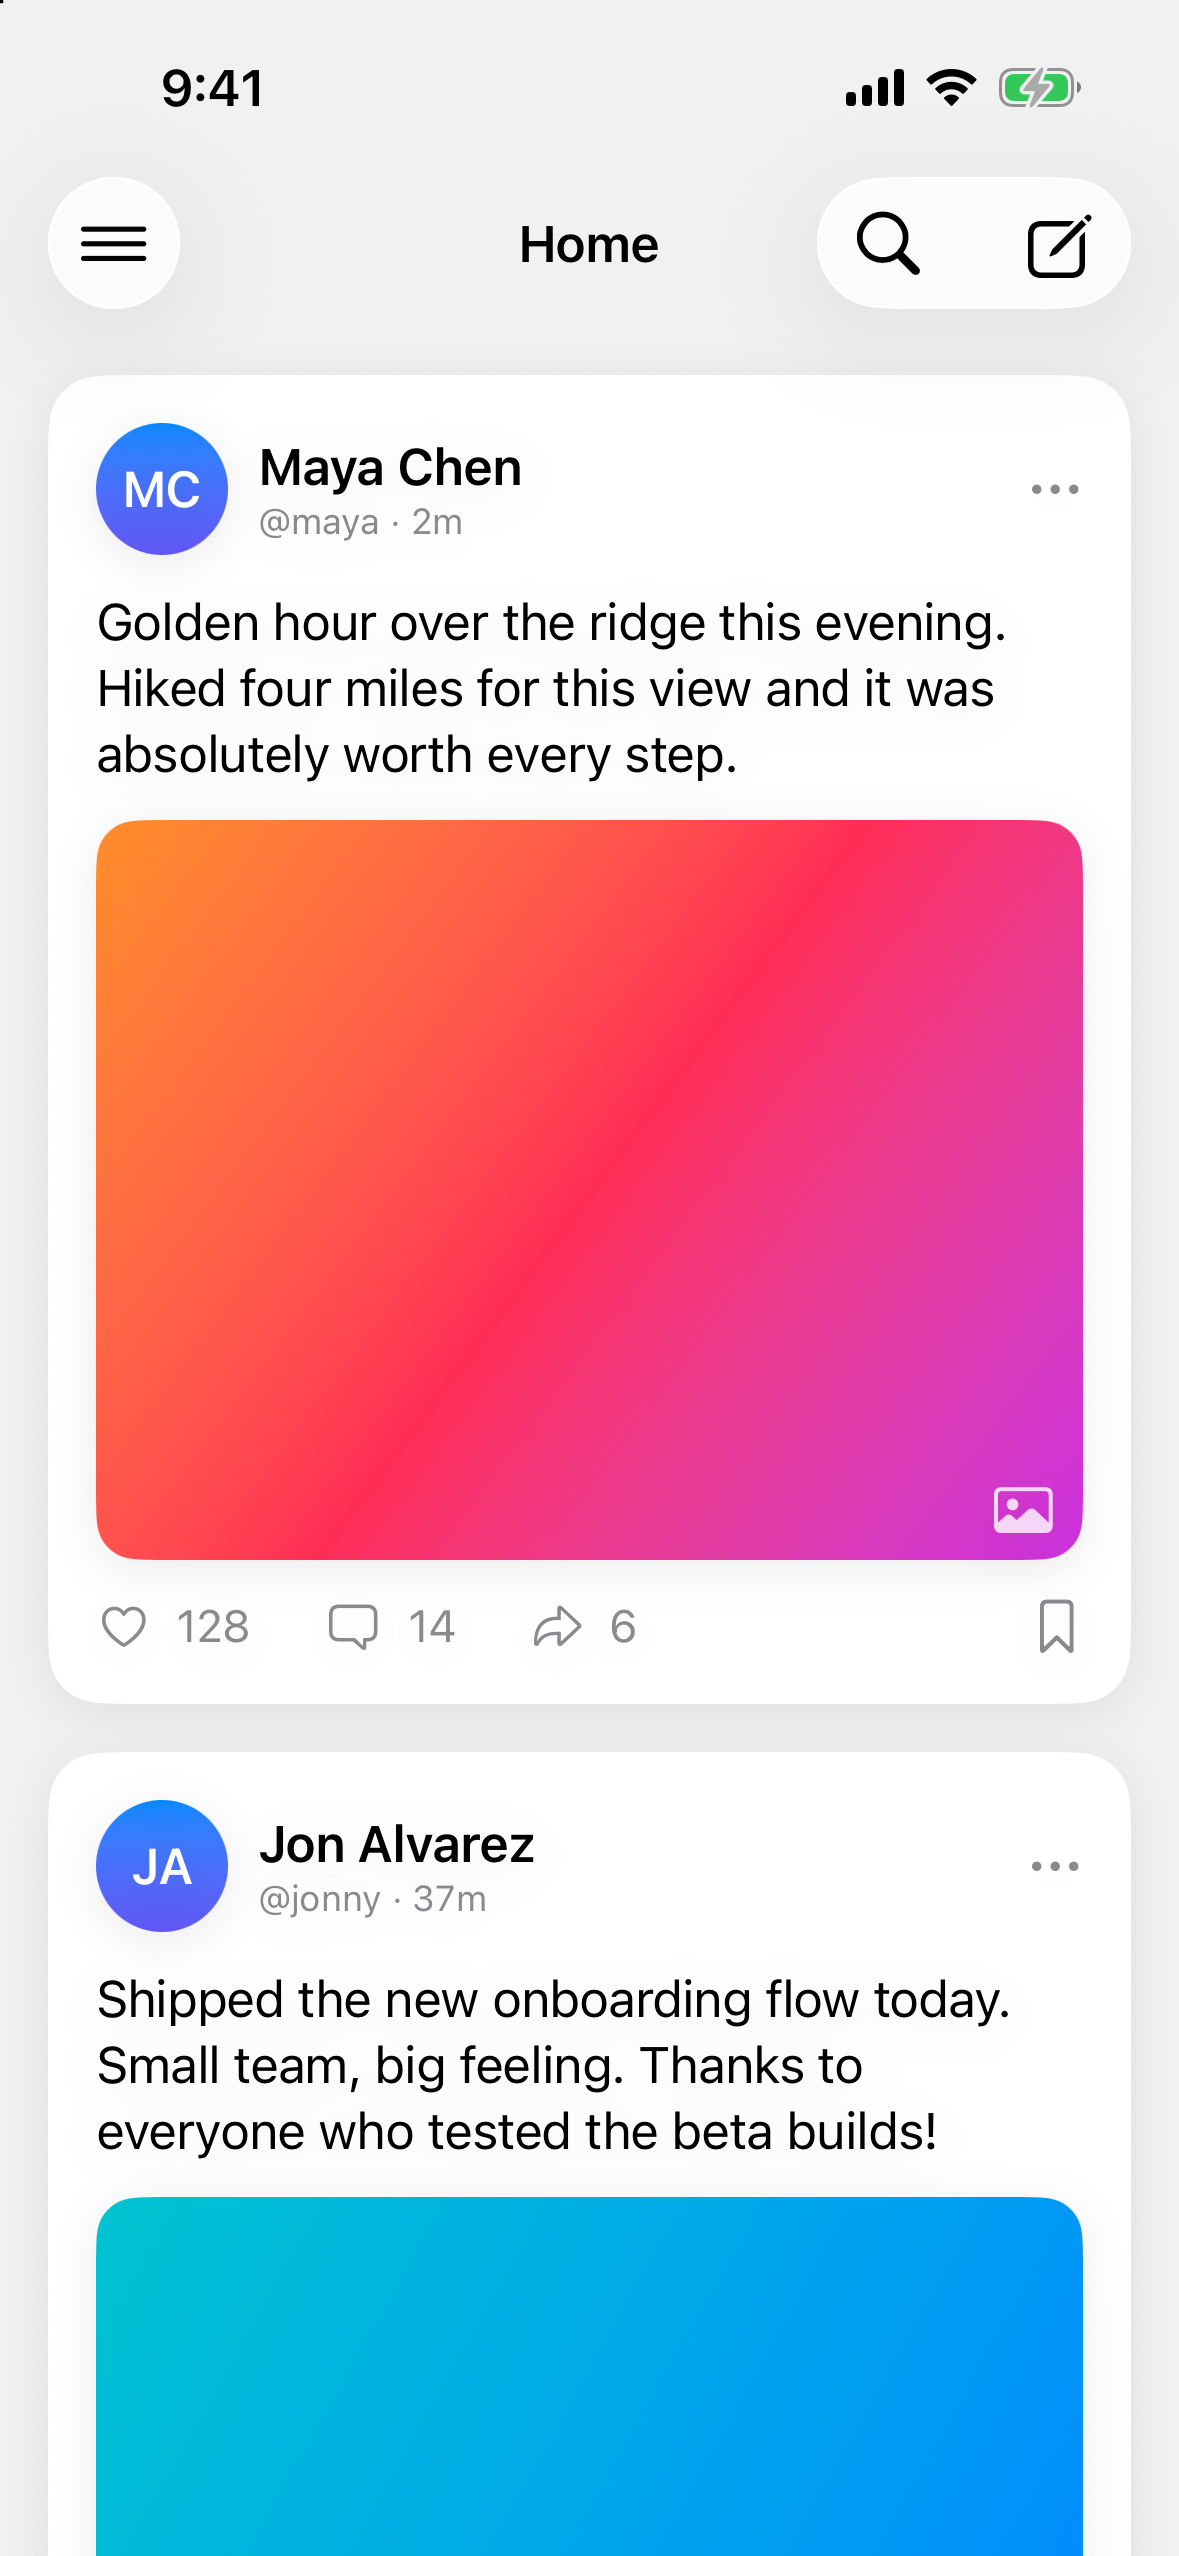 9:41
Home
MC
Maya Chen
@maya · 2m
Golden hour over the ridge this evening.
Hiked four miles for this view and it was
absolutely worth every step.
128 14 6
JA
Jon Alvarez
@jonny · 37m
Shipped the new onboarding flow today.
Small team, big feeling. Thanks to
everyone who tested the beta builds!